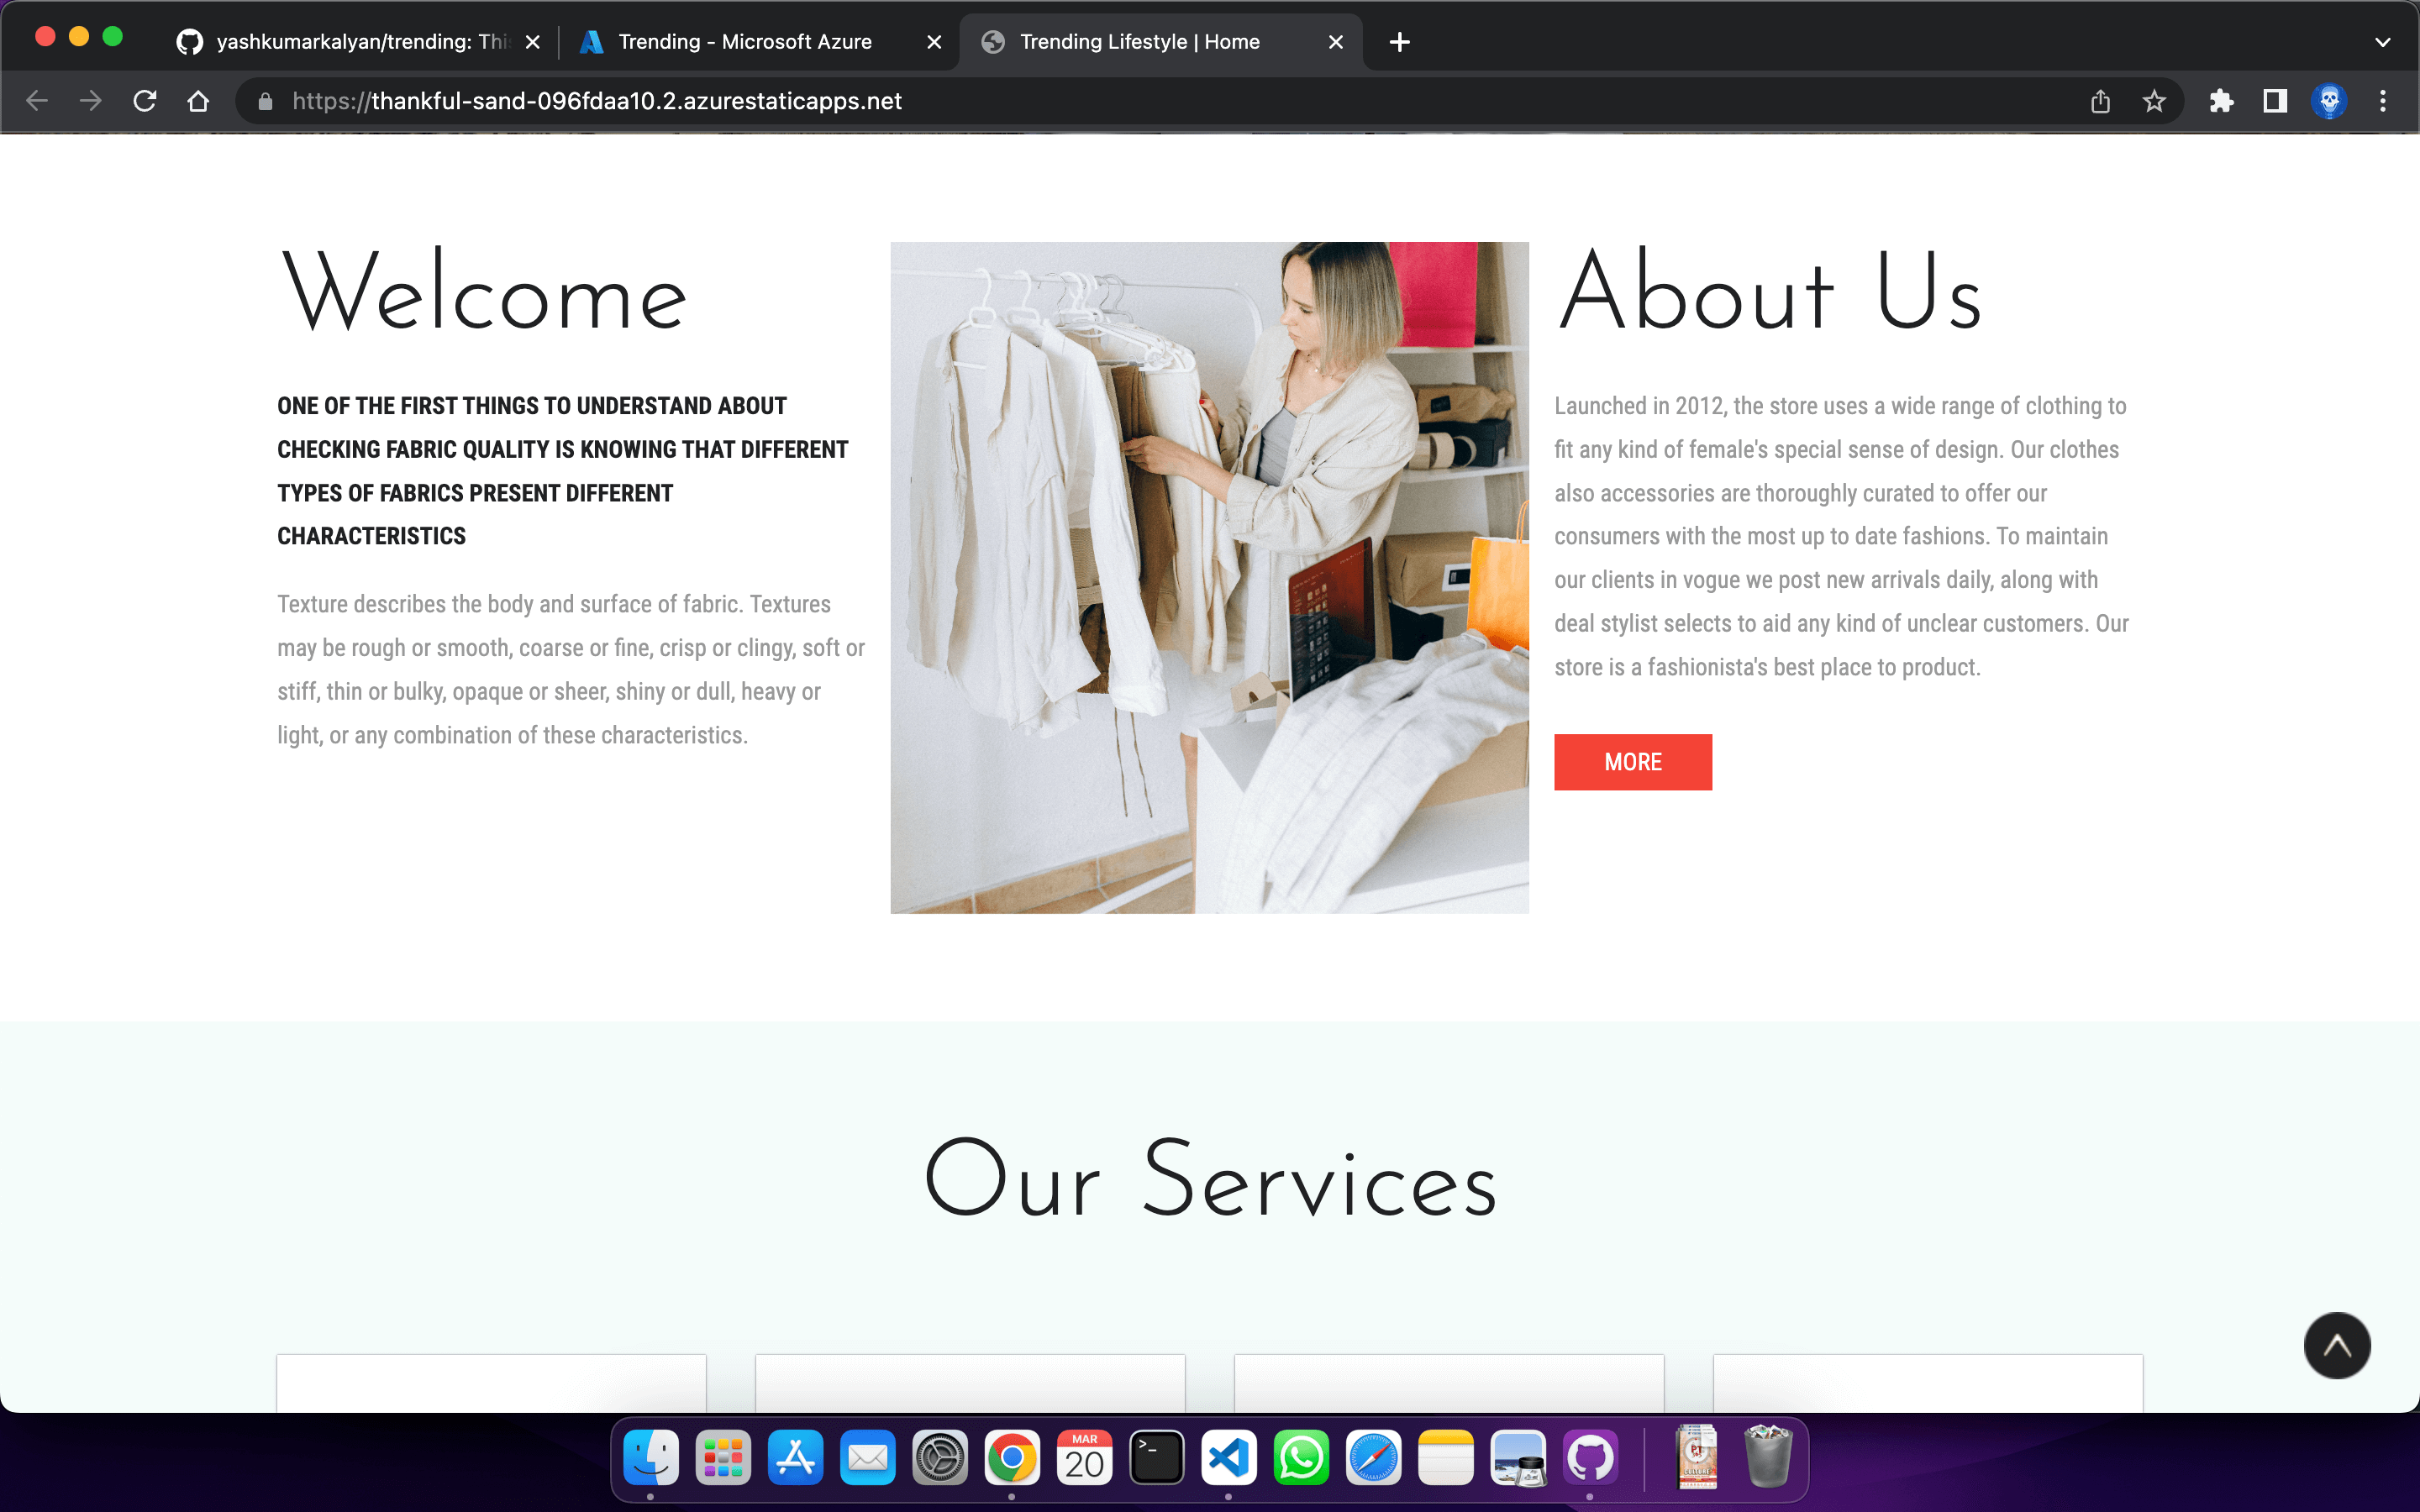 yashkumarkalyan/trending: Thi
Trending - Microsoft Azure
Trending Lifestyle | Home
https://thankful-sand-096fdaa10.2.azurestaticapps.net
Welcome
ONE OF THE FIRST THINGS TO UNDERSTAND ABOUT
CHECKING FABRIC QUALITY IS KNOWING THAT DIFFERENT
TYPES OF FABRICS PRESENT DIFFERENT
CHARACTERISTICS
Texture describes the body and surface of fabric. Textures
may be rough or smooth, coarse or fine, crisp or clingy, soft or
stiff, thin or bulky, opaque or sheer, shiny or dull, heavy or
light, or any combination of these characteristics.
About Us
Launched in 2012, the store uses a wide range of clothing to
fit any kind of female's special sense of design. Our clothes
also accessories are thoroughly curated to offer our
consumers with the most up to date fashions. To maintain
our clients in vogue we post new arrivals daily, along with
deal stylist selects to aid any kind of unclear customers. Our
store is a fashionista's best place to product.
MORE
Our Services
MAR
20